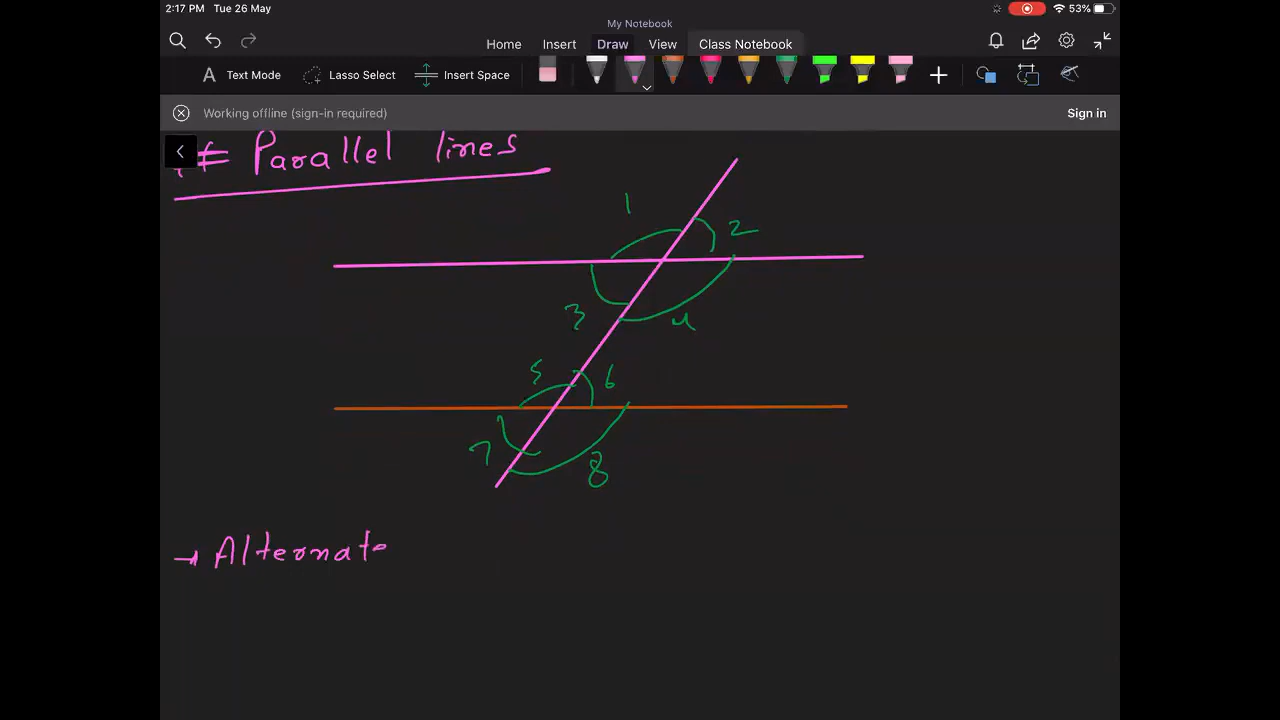 2:17 PM Tue 26 May
53%
My Notebook
Home Insert Draw View Class Notebook
A Text Mode Lasso Select Insert Space
Working offline (sign-in required) Sign in
Parallel lines
1
2
3
4
5
6
7
8
→ Alternate